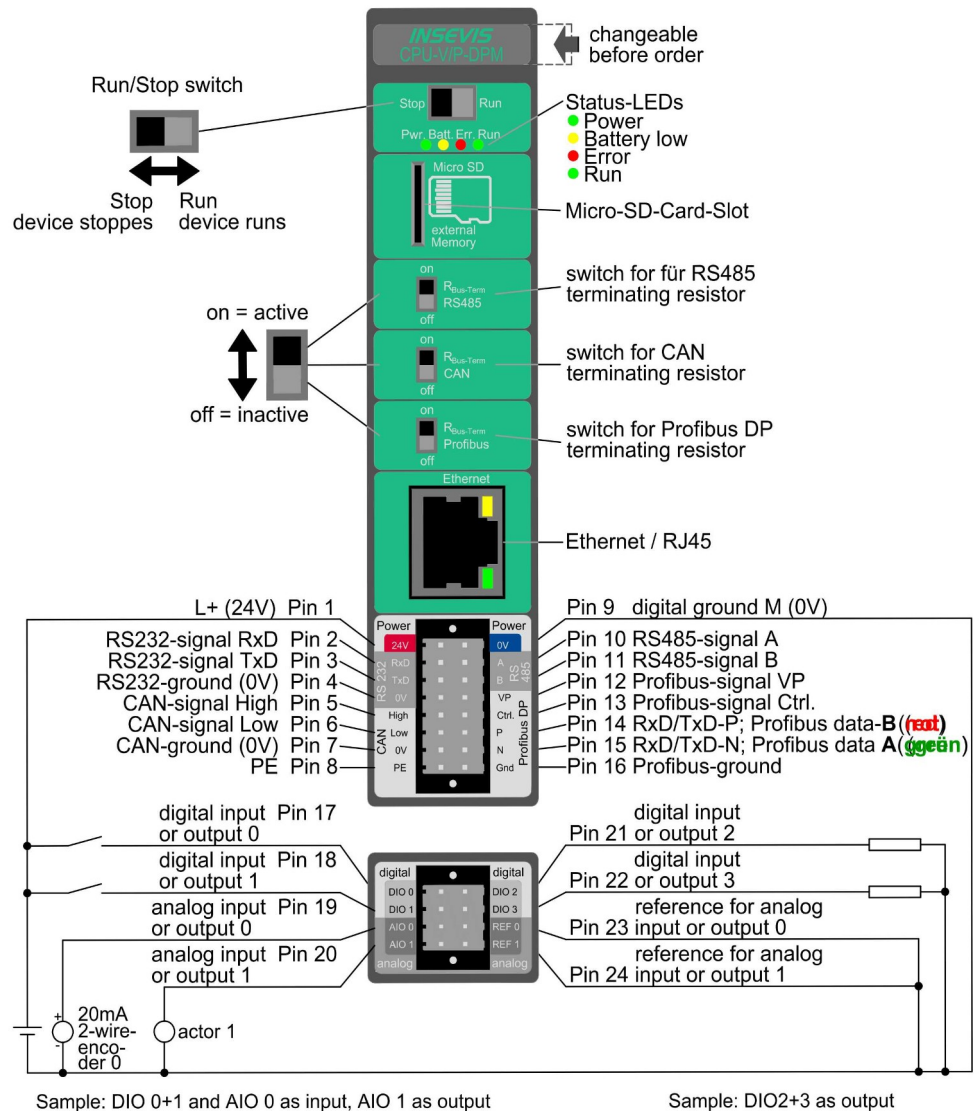 INSEVIS
CPU-V/P-DPM
changeable
before order
Run/Stop switch
Stop Run
device stoppes device runs
Stop Run
Pwr. Batt. Err. Run
Status-LEDs
Power
Battery low
Error
Run
Micro SD
external
Memory
Micro-SD-Card-Slot
on = active
off = inactive
on
RBus-Term
RS485
off
switch for für RS485
terminating resistor
on
RBus-Term
CAN
off
switch for CAN
terminating resistor
on
RBus-Term
Profibus
off
switch for Profibus DP
terminating resistor
Ethernet
Ethernet / RJ45
L+ (24V) Pin 1
RS232-signal RxD Pin 2
RS232-signal TxD Pin 3
RS232-ground (0V) Pin 4
CAN-signal High Pin 5
CAN-signal Low Pin 6
CAN-ground (0V) Pin 7
PE Pin 8
Power
24V
RS 232
RxD
TxD
0V
CAN
High
Low
0V
PE
Power
0V
RS 485
A
B
Profibus DP
VP
Ctrl.
P
N
Gnd
Pin 9 digital ground M (0V)
Pin 10 RS485-signal A
Pin 11 RS485-signal B
Pin 12 Profibus-signal VP
Pin 13 Profibus-signal Ctrl.
Pin 14 RxD/TxD-P; Profibus data-B
Pin 15 RxD/TxD-N; Profibus data A
Pin 16 Profibus-ground
digital input Pin 17
or output 0
digital input Pin 18
or output 1
analog input Pin 19
or output 0
analog input Pin 20
or output 1
digital
DIO 0
DIO 1
AIO 0
AIO 1
analog
digital
DIO 2
DIO 3
REF 0
REF 1
analog
digital input
Pin 21 or output 2
digital input
Pin 22 or output 3
reference for analog
Pin 23 input or output 0
reference for analog
Pin 24 input or output 1
+
-
20mA
2-wire-
enco-
der 0
actor 1
Sample: DIO 0+1 and AIO 0 as input, AIO 1 as output
Sample: DIO2+3 as output